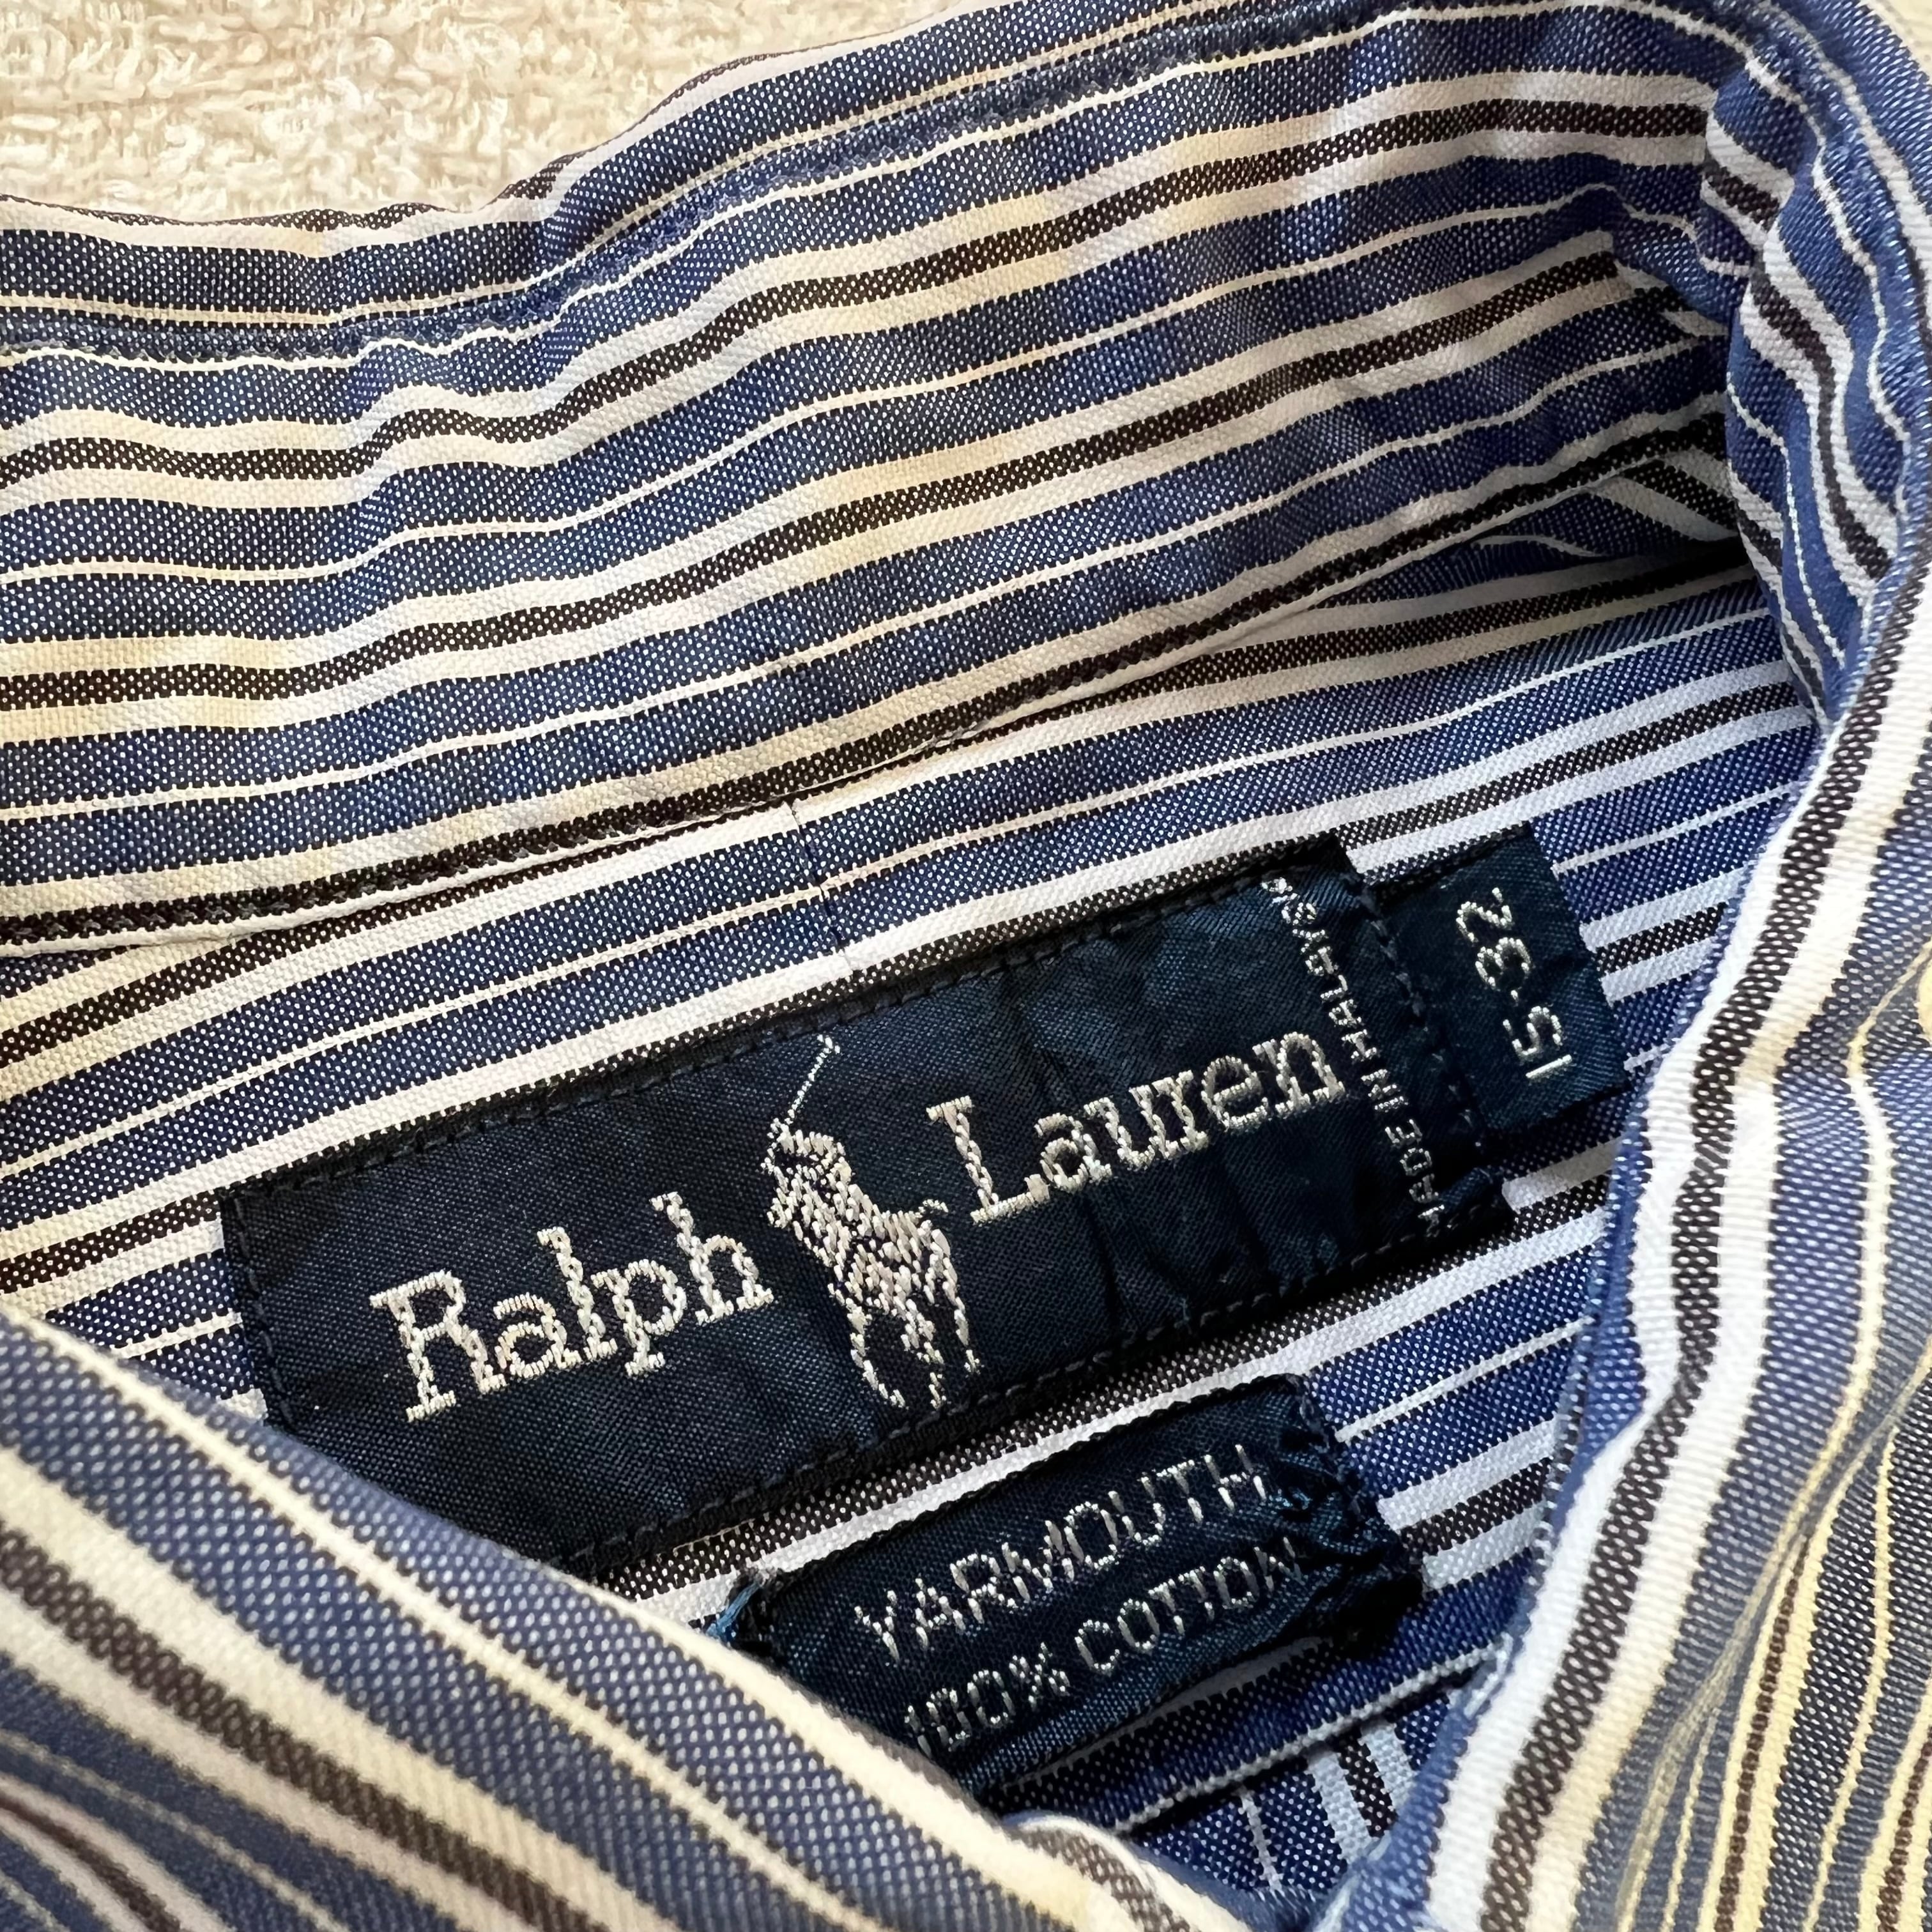 Ralph Lauren
MADE IN MALAYSIA
15-32
YARMOUTH
100% COTTON